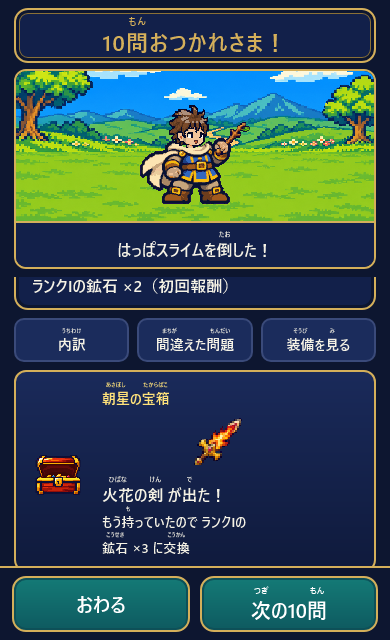 10問おつかれさま！
はっぱスライムを倒した！
ランクIの鉱石 ×2（初回報酬）
内訳
間違えた問題
装備を見る
朝星の宝箱
火花の剣 が出た！
もう持っていたので ランクIの
鉱石 ×3 に交換
おわる
次の10問